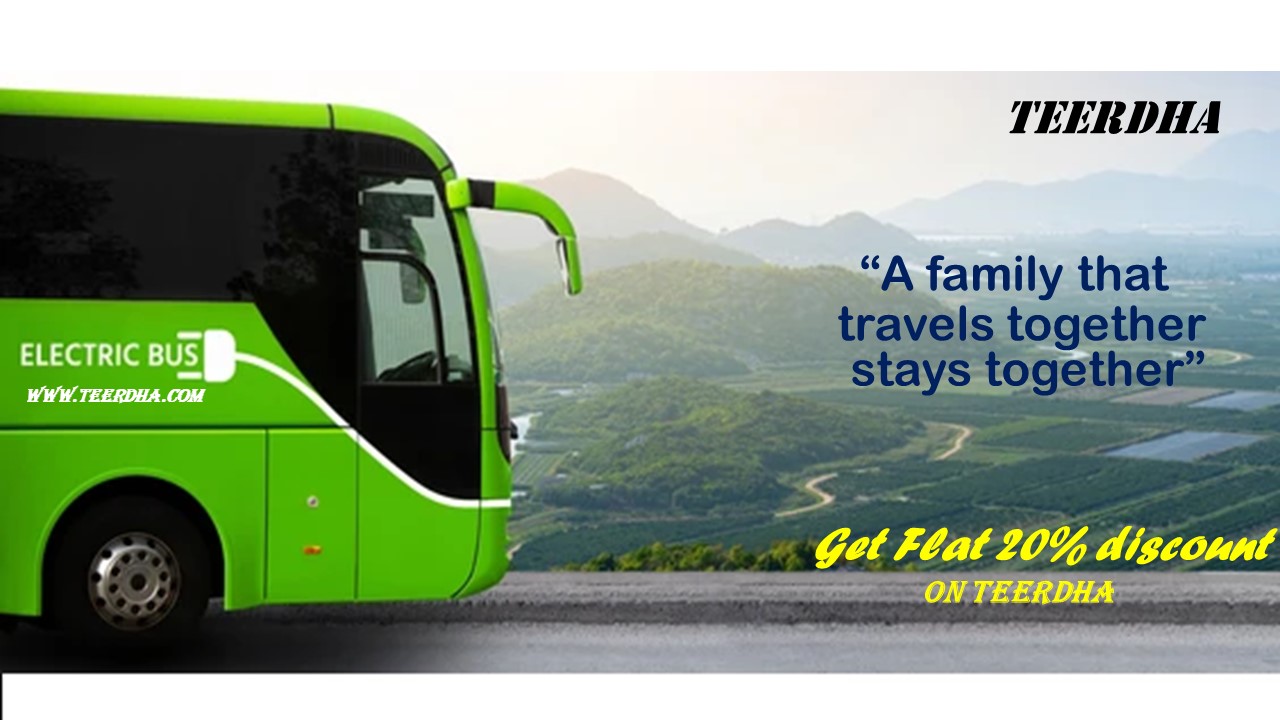 TEERDHA
“A family that
travels together
stays together”
ELECTRIC BUS
WWW.TEERDHA.COM
Get Flat 20% discount
ON TEERDHA